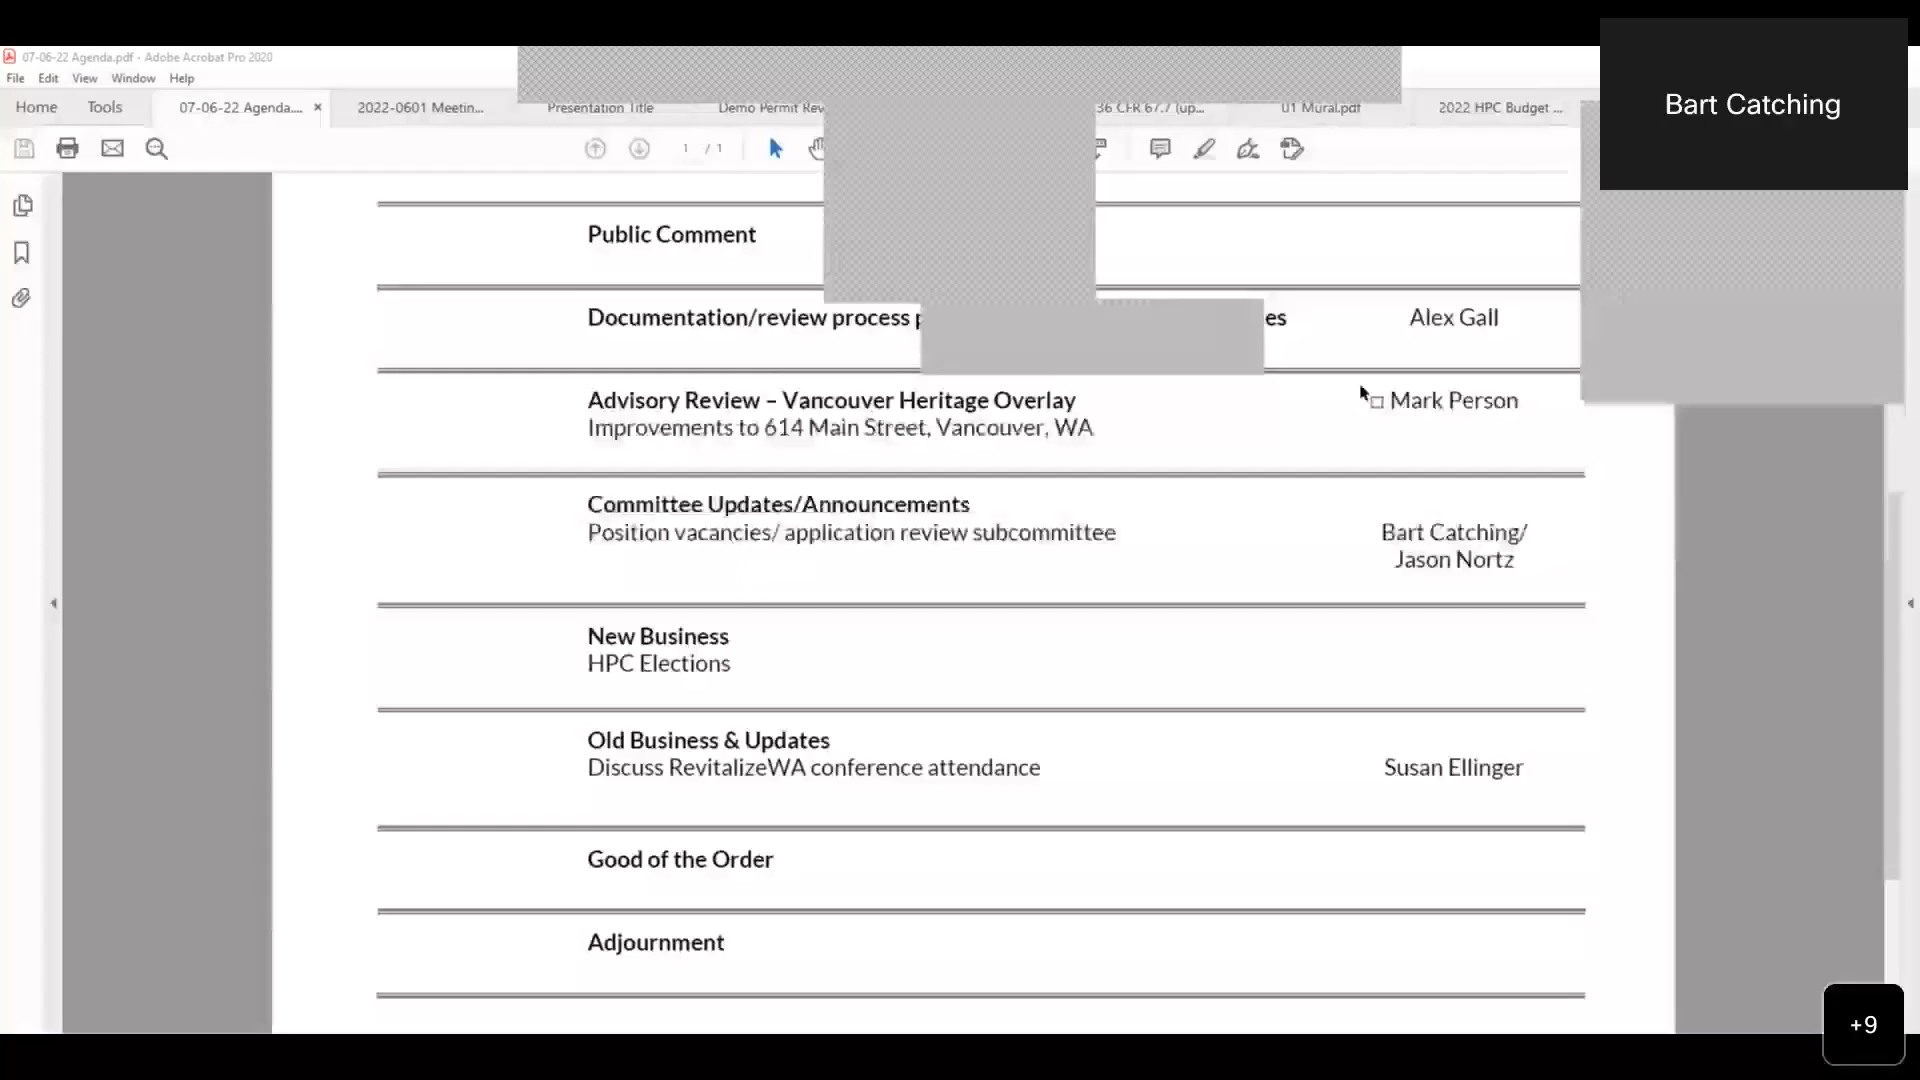 07-06-22 Agenda.pdf - Adobe Acrobat Pro 2020
File Edit View Window Help
Home Tools 07-06-22 Agenda.... × 2022-0601 Meetin... Presentation Title Demo Permit Rev 36 CFR 67.7 (up... 01 Mural.pdf 2022 HPC Budget ...
1 / 1
Bart Catching
Public Comment
Documentation/review process p es Alex Gall
Advisory Review – Vancouver Heritage Overlay □ Mark Person
Improvements to 614 Main Street, Vancouver, WA
Committee Updates/Announcements
Position vacancies/ application review subcommittee Bart Catching/
Jason Nortz
New Business
HPC Elections
Old Business & Updates
Discuss RevitalizeWA conference attendance Susan Ellinger
Good of the Order
Adjournment
+9